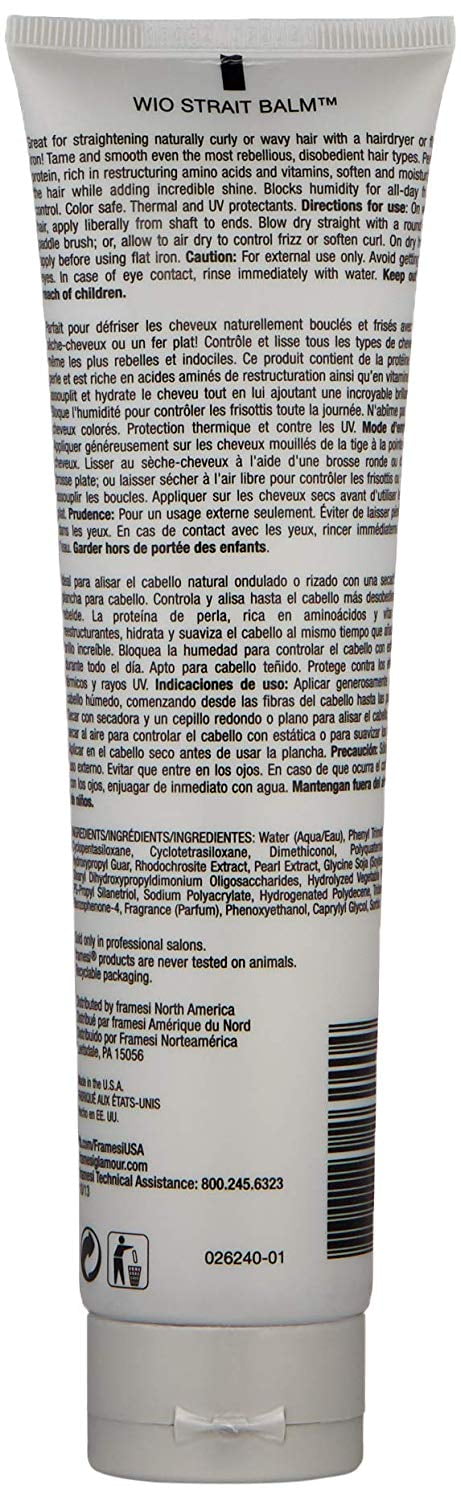 WIO STRAIT BALM™
Great for straightening naturally curly or wavy hair with a hairdryer or
iron! Tame and smooth even the most rebellious, disobedient hair types.
protein, rich in restructuring amino acids and vitamins, soften and
the hair while adding incredible shine. Blocks humidity for all-day
control. Color safe. Thermal and UV protectants. Directions for use: On
hair, apply liberally from shaft to ends. Blow dry straight with a round
paddle brush; or, allow to air dry to control frizz or soften curl. On dry
apply before using flat iron. Caution: For external use only. Avoid getting
eyes. In case of eye contact, rinse immediately with water. Keep out
reach of children.
Parfait pour défriser les cheveux naturellement bouclés et frisés
sèche-cheveux ou un fer plat! Contrôle et lisse tous les types de
même les plus rebelles et indociles. Ce produit contient de la
perle et est riche en acides aminés de restructuration ainsi qu'en
assouplit et hydrate le cheveu tout en lui ajoutant une incroyable
Bloque l'humidité pour contrôler les frisottis toute la journée. N'abîme
cheveux colorés. Protection thermique et contre les UV. Mode
Appliquer généreusement sur les cheveux mouillés de la tige à la
cheveux. Lisser au sèche-cheveux à l'aide d'une brosse ronde ou
brosse plate; ou laisser sécher à l'air libre pour contrôler les frisottis ou
assouplir les boucles. Appliquer sur les cheveux secs avant d'utiliser
plat. Prudence: Pour un usage externe seulement. Éviter de laisser
dans les yeux. En cas de contact avec les yeux, rincer
l'eau. Garder hors de portée des enfants.
Ideal para alisar el cabello natural ondulado o rizado con una
plancha para cabello. Controla y alisa hasta el cabello más
rebelde. La proteína de perla, rica en aminoácidos y
restructurantes, hidrata y suaviza el cabello al mismo tiempo que
brillo increíble. Bloquea la humedad para controlar el cabello con
durante todo el día. Apto para cabello teñido. Protege contra los
térmicos y rayos UV. Indicaciones de uso: Aplicar generosamente
cabello húmedo, comenzando desde las fibras del cabello hasta las
Secar con secadora y un cepillo redondo o plano para alisar el
secar al aire para controlar el cabello con estática o para suavizar
Aplicar en el cabello seco antes de usar la plancha. Precaución:
uso externo. Evitar que entre en los ojos. En caso de que ocurra el
con los ojos, enjuagar de inmediato con agua. Mantengan fuera del
de niños.
INGREDIENTS/INGRÉDIENTS/INGREDIENTES: Water (Aqua/Eau), Phenyl
Cyclopentasiloxane, Cyclotetrasiloxane, Dimethiconol,
Hydroxypropyl Guar, Rhodochrosite Extract, Pearl Extract, Glycine Soja
Dihydroxypropyldimonium Oligosaccharides, Hydrolyzed Vegetable
Silanetriol, Sodium Polyacrylate, Hydrogenated Polydecene,
Benzophenone-4, Fragrance (Parfum), Phenoxyethanol, Caprylyl Glycol,
Sold only in professional salons.
Framesi® products are never tested on animals.
Recyclable packaging.
Distributed by framesi North America
Distribué par framesi Amérique du Nord
Distribuido por Framesi Norteamérica
PA 15056
Made in the U.S.A.
FABRIQUÉ AUX ÉTATS-UNIS
Hecho en EE. UU.
fb.com/FramesiUSA
framesiglamour.com
Framesi Technical Assistance: 800.245.6323
026240-01